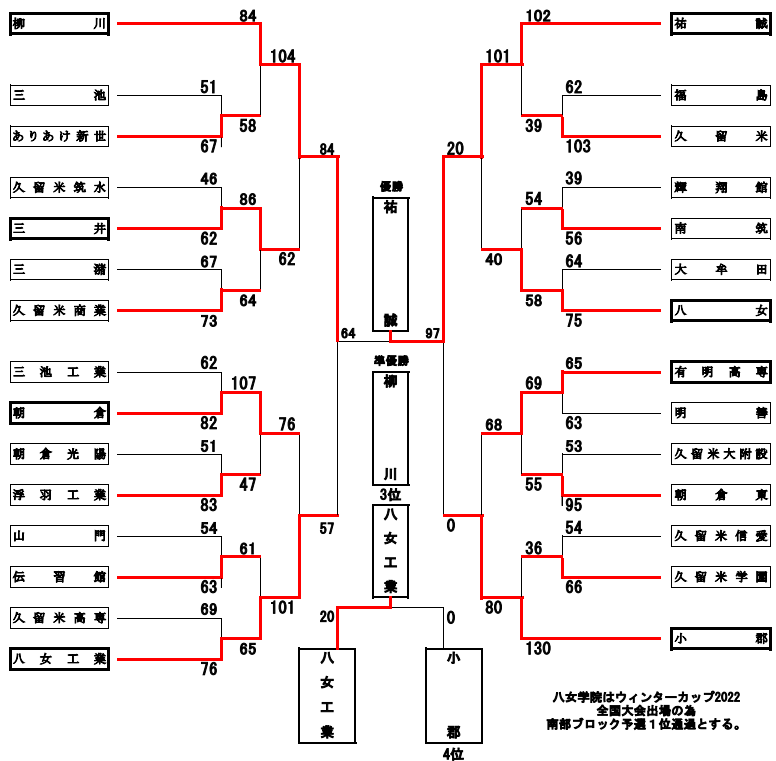 柳川
84
104
三池
51
58
ありあけ新世
67
84
久留米筑水
46
86
三井
62
62
三潴
67
64
久留米商業
73
64
三池工業
62
107
朝倉
82
76
朝倉光陽
51
47
浮羽工業
83
57
山門
54
61
伝習館
63
101
久留米高専
69
65
八女工業
76
優勝
祐誠
準優勝
柳川
3位
八女工業
20
0
八女工業
小郡
4位
102
祐誠
101
62
福島
39
久留米
103
20
39
輝翔館
54
南筑
56
40
64
大牟田
58
八女
75
97
65
有明高専
69
明善
63
68
53
久留米大附設
55
朝倉東
95
0
54
久留米信愛
36
久留米学園
66
80
小郡
130
八女学院はウィンターカップ2022
全国大会出場の為
南部ブロック予選１位通過とする。